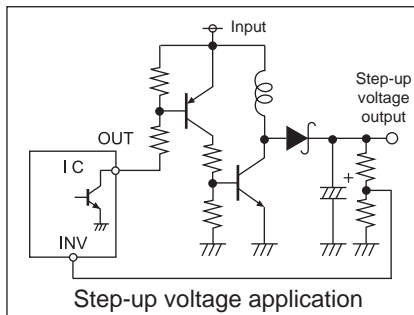 Input
Step-up
voltage
output
OUT
IC
+
INV
Step-up voltage application